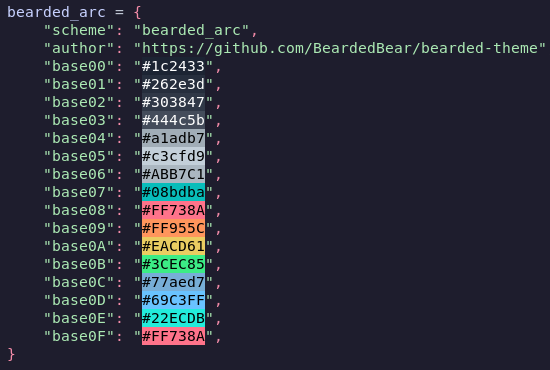 bearded_arc = {
    "scheme": "bearded_arc",
    "author": "https://github.com/BeardedBear/bearded-theme"
    "base00": "#1c2433",
    "base01": "#262e3d",
    "base02": "#303847",
    "base03": "#444c5b",
    "base04": "#a1adb7",
    "base05": "#c3cfd9",
    "base06": "#ABB7C1",
    "base07": "#08bdba",
    "base08": "#FF738A",
    "base09": "#FF955C",
    "base0A": "#EACD61",
    "base0B": "#3CEC85",
    "base0C": "#77aed7",
    "base0D": "#69C3FF",
    "base0E": "#22ECDB",
    "base0F": "#FF738A",
}